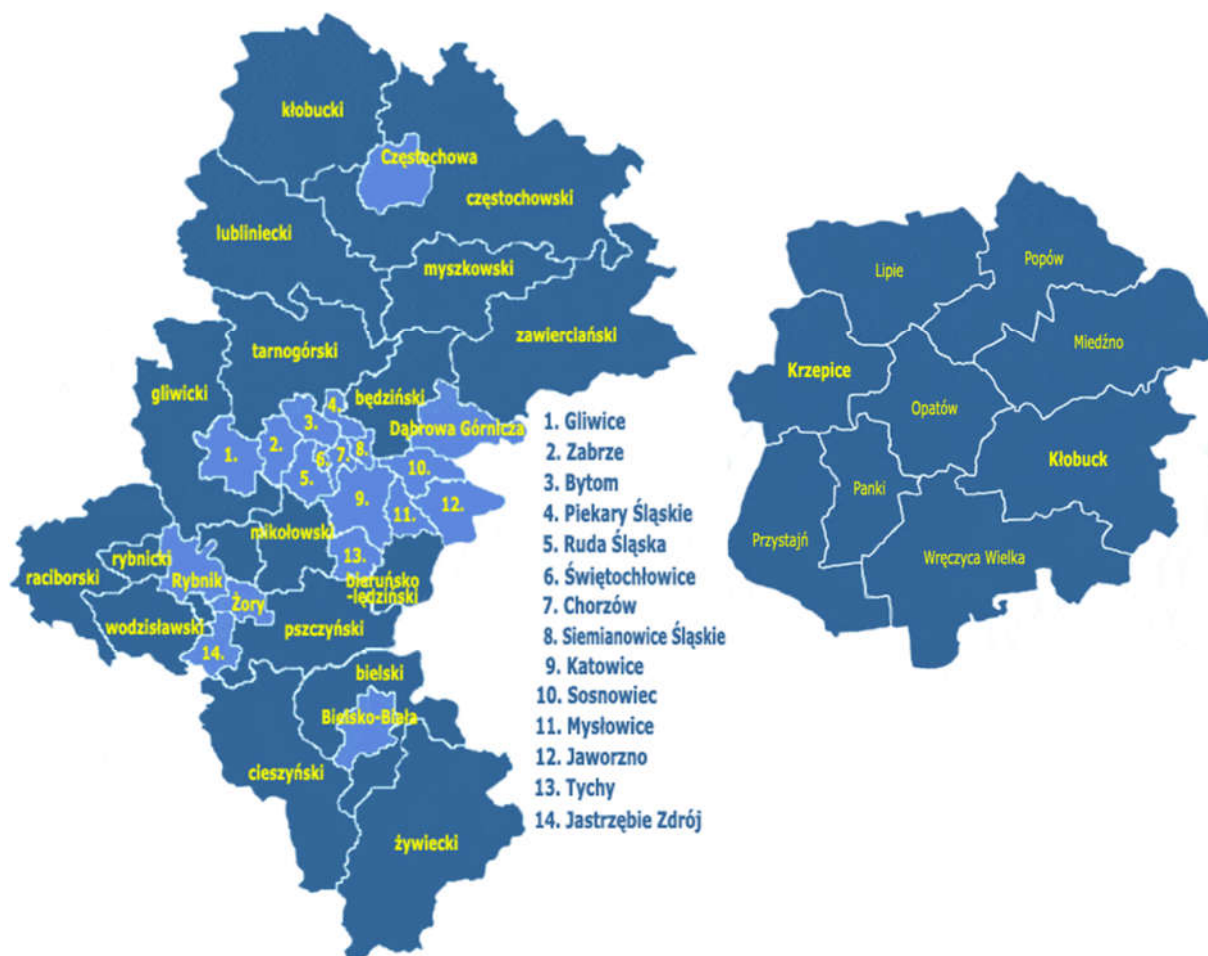 kłobucki
Częstochowa
częstochowski
lubliniecki
myszkowski
zawierciański
tarnogórski
gliwicki
będziński
Dąbrowa Górnicza
4.
3.
2.
1.
6.
7.
8.
5.
10.
9.
11.
12.
mikołowski
13.
rybnicki
Rybnik
raciborski
Bieruńsko
-lędziński
Żory
wodzisławski
pszczyński
14.
bielski
Bielsko-Biała
cieszyński
żywiecki
1. Gliwice
2. Zabrze
3. Bytom
4. Piekary Śląskie
5. Ruda Śląska
6. Świętochłowice
7. Chorzów
8. Siemianowice Śląskie
9. Katowice
10. Sosnowiec
11. Mysłowice
12. Jaworzno
13. Tychy
14. Jastrzębie Zdrój
Popów
Lipie
Miedźno
Krzepice
Opatów
Kłobuck
Panki
Przystajń
Wręczyca Wielka